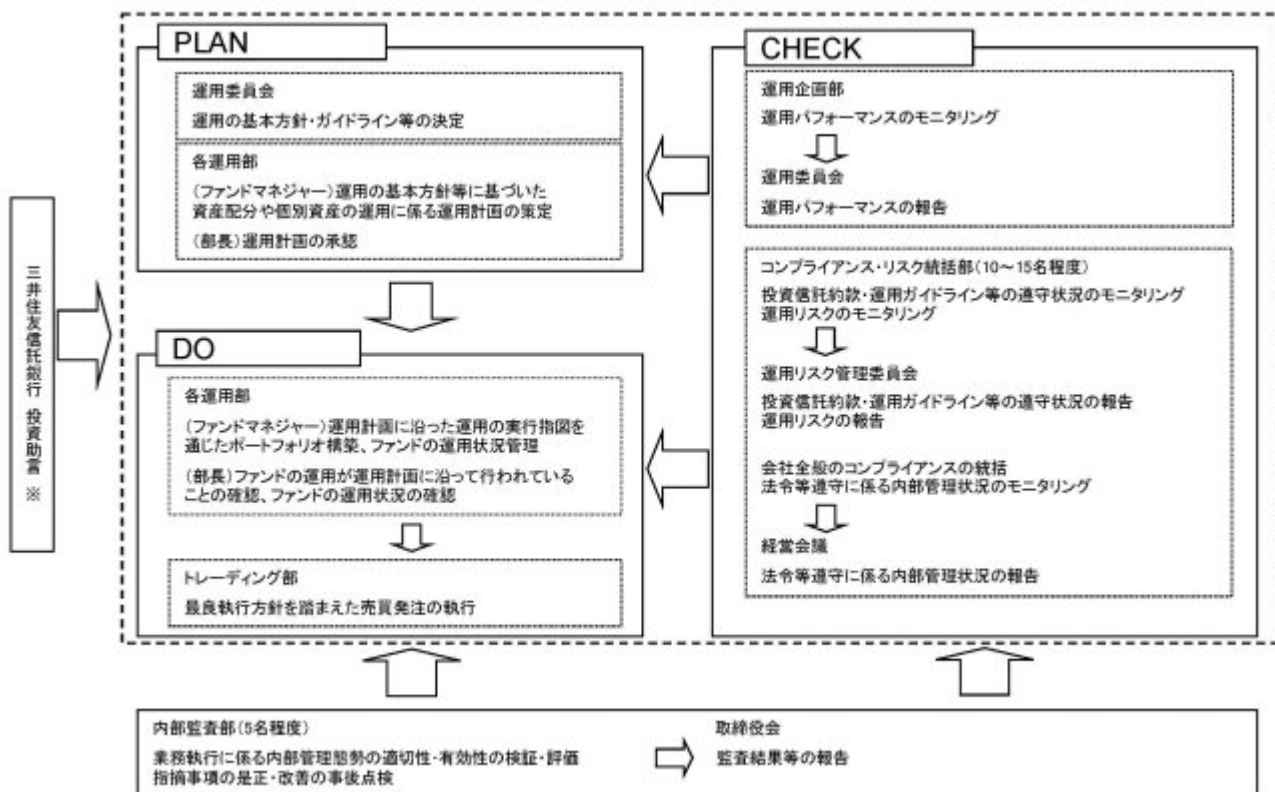 PLAN
運用委員会
運用の基本方針・ガイドライン等の決定
各運用部
(ファンドマネジャー)運用の基本方針等に基づいた
資産配分や個別資産の運用に係る運用計画の策定
(部長)運用計画の承認
DO
各運用部
(ファンドマネジャー)運用計画に沿った運用の実行指図を
通じたポートフォリオ構築、ファンドの運用状況管理
(部長)ファンドの運用が運用計画に沿って行われている
ことの確認、ファンドの運用状況の確認
トレーディング部
最良執行方針を踏まえた売買発注の執行
CHECK
運用企画部
運用パフォーマンスのモニタリング
運用委員会
運用パフォーマンスの報告
コンプライアンス・リスク統括部(10～15名程度)
投資信託約款・運用ガイドライン等の遵守状況のモニタリング
運用リスクのモニタリング
運用リスク管理委員会
投資信託約款・運用ガイドライン等の遵守状況の報告
運用リスクの報告
会社全般のコンプライアンスの統括
法令等遵守に係る内部管理状況のモニタリング
経営会議
法令等遵守に係る内部管理状況の報告
三井住友信託銀行 投資助言 ※
内部監査部(5名程度)
業務執行に係る内部管理態勢の適切性・有効性の検証・評価
指摘事項の是正・改善の事後点検
取締役会
監査結果等の報告